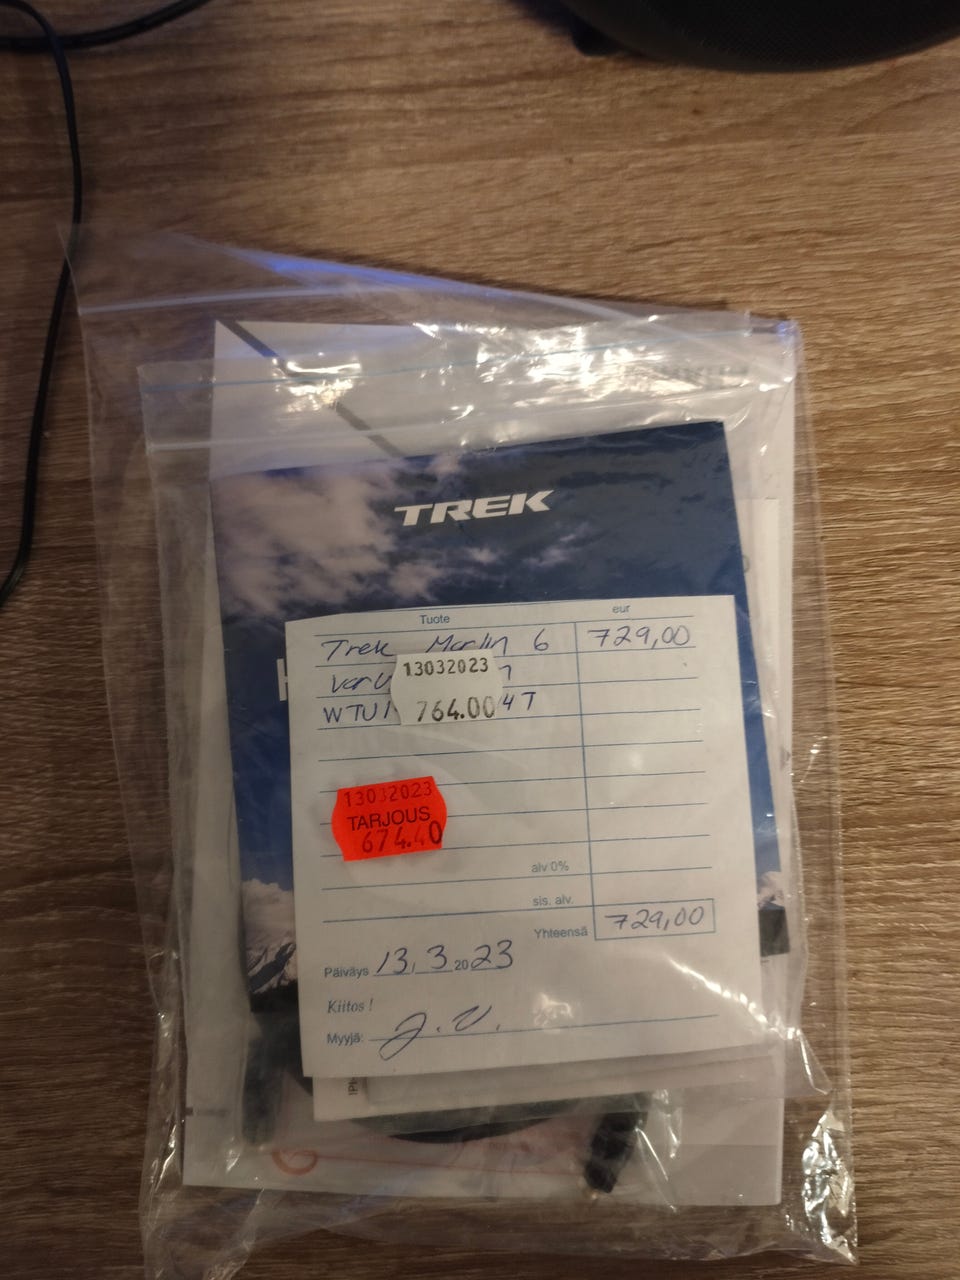 TREK
Tuote eur
Trek Marlin 6 729,00
13032023
764.00
WTU 4T
13032023
TARJOUS
674.40
alv 0%
sis. alv.
Yhteensä 729,00
Päiväys 13.3.2023
Kiitos !
Myyjä: J.V.